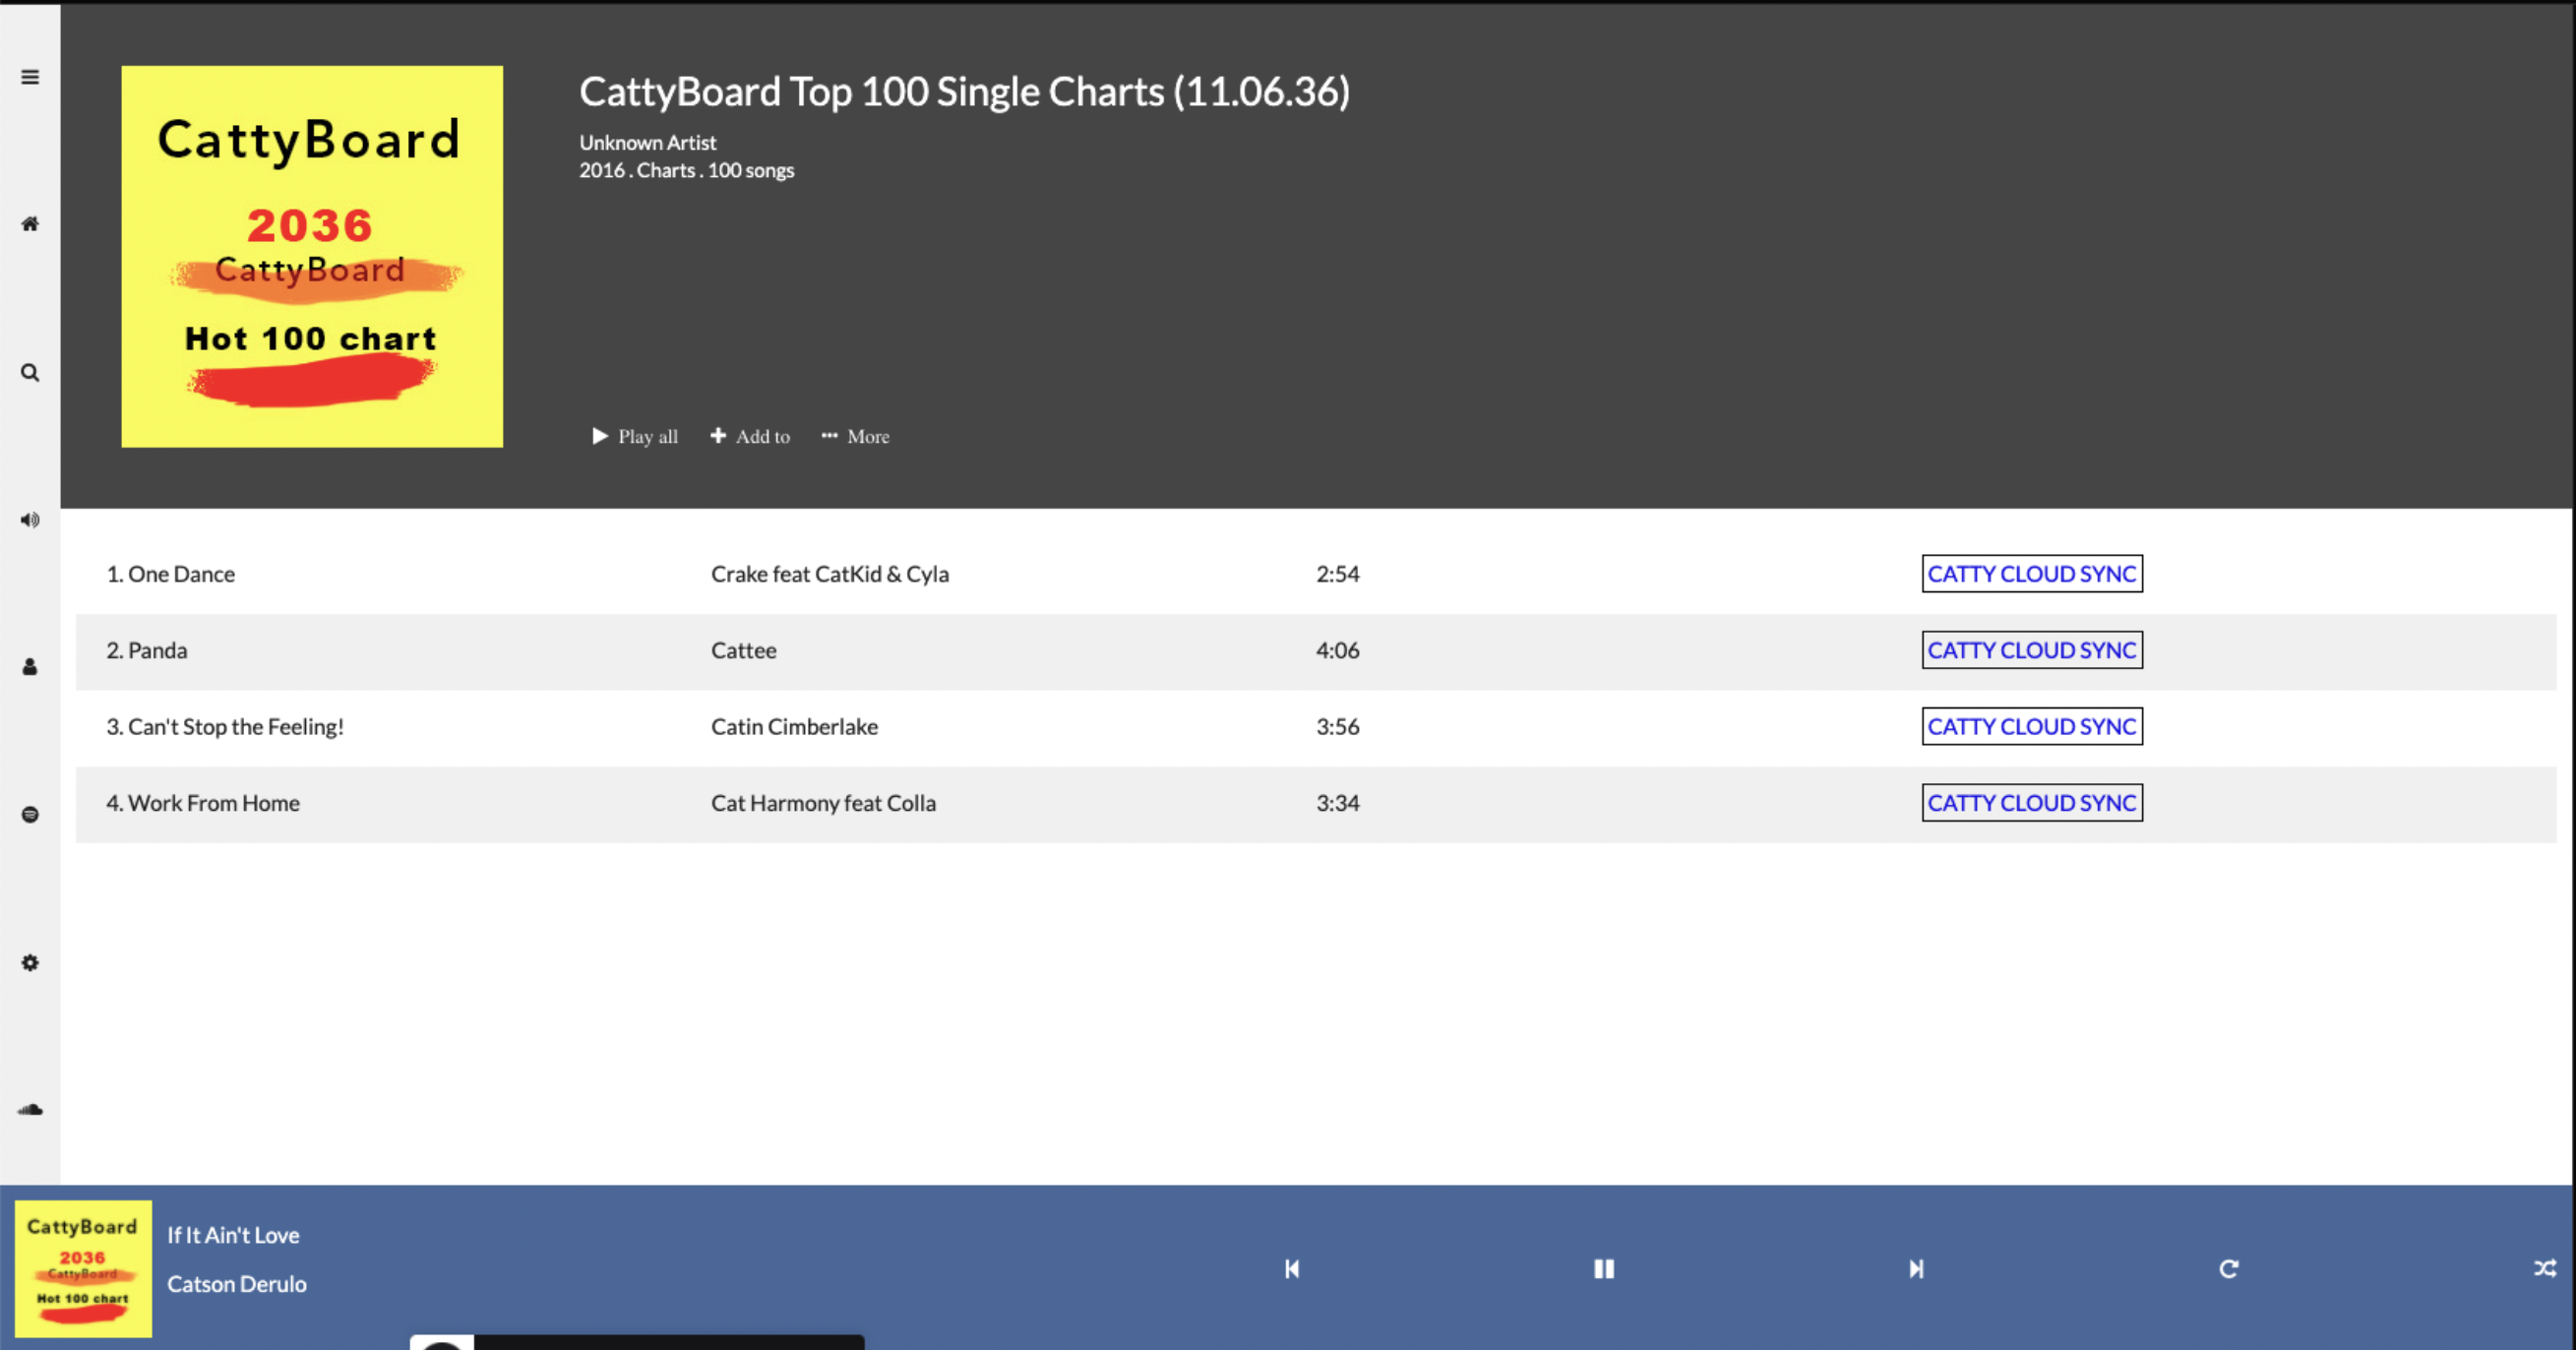 CattyBoard
2036
CattyBoard
Hot 100 chart
CattyBoard Top 100 Single Charts (11.06.36)
Unknown Artist
2016 . Charts . 100 songs
Play all Add to More
1. One Dance Crake feat CatKid & Cyla 2:54 CATTY CLOUD SYNC
2. Panda Cattee 4:06 CATTY CLOUD SYNC
3. Can't Stop the Feeling! Catin Cimberlake 3:56 CATTY CLOUD SYNC
4. Work From Home Cat Harmony feat Colla 3:34 CATTY CLOUD SYNC
CattyBoard
2036
CattyBoard
Hot 100 chart
If It Ain't Love
Catson Derulo